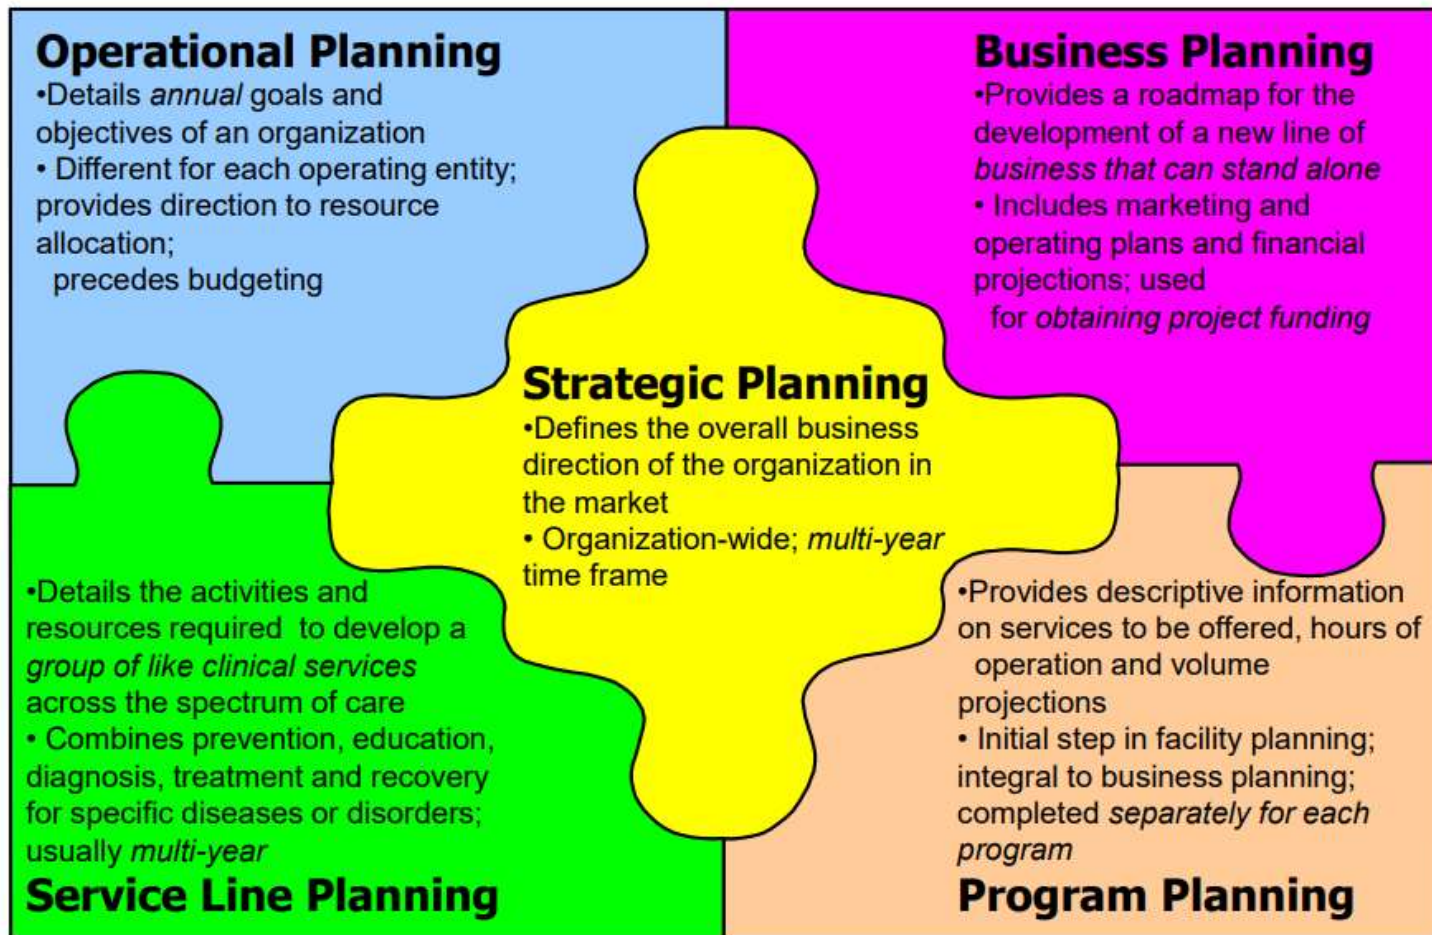 Operational Planning
•Details annual goals and
objectives of an organization
• Different for each operating entity;
provides direction to resource
allocation;
precedes budgeting
Business Planning
•Provides a roadmap for the
development of a new line of
business that can stand alone
• Includes marketing and
operating plans and financial
projections; used
for obtaining project funding
Strategic Planning
•Defines the overall business
direction of the organization in
the market
• Organization-wide; multi-year
time frame
•Details the activities and
resources required to develop a
group of like clinical services
across the spectrum of care
• Combines prevention, education,
diagnosis, treatment and recovery
for specific diseases or disorders;
usually multi-year
Service Line Planning
•Provides descriptive information
on services to be offered, hours of
operation and volume
projections
• Initial step in facility planning;
integral to business planning;
completed separately for each
program
Program Planning